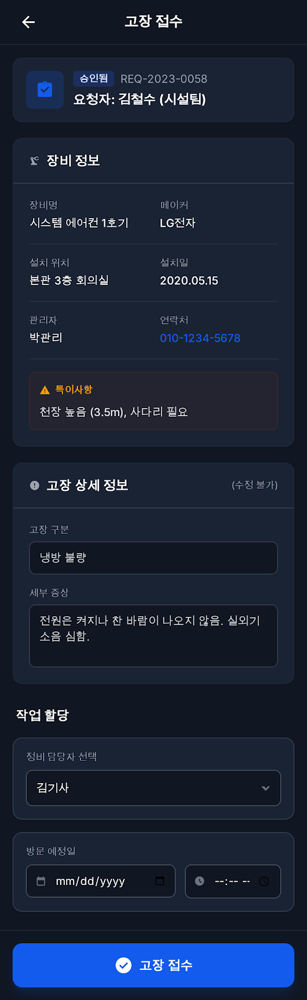 고장 접수
승인됨 REQ-2023-0058
요청자: 김철수 (시설팀)
장비 정보
장비명 메이커
시스템 에어컨 1호기 LG전자
설치 위치 설치일
본관 3층 회의실 2020.05.15
관리자 연락처
박관리 010-1234-5678
특이사항
천장 높음 (3.5m), 사다리 필요
고장 상세 정보 (수정 불가)
고장 구분
냉방 불량
세부 증상
전원은 켜지나 찬 바람이 나오지 않음. 실외기
소음 심함.
작업 할당
정비 담당자 선택
김기사
방문 예정일
mm/dd/yyyy --:-- --
고장 접수